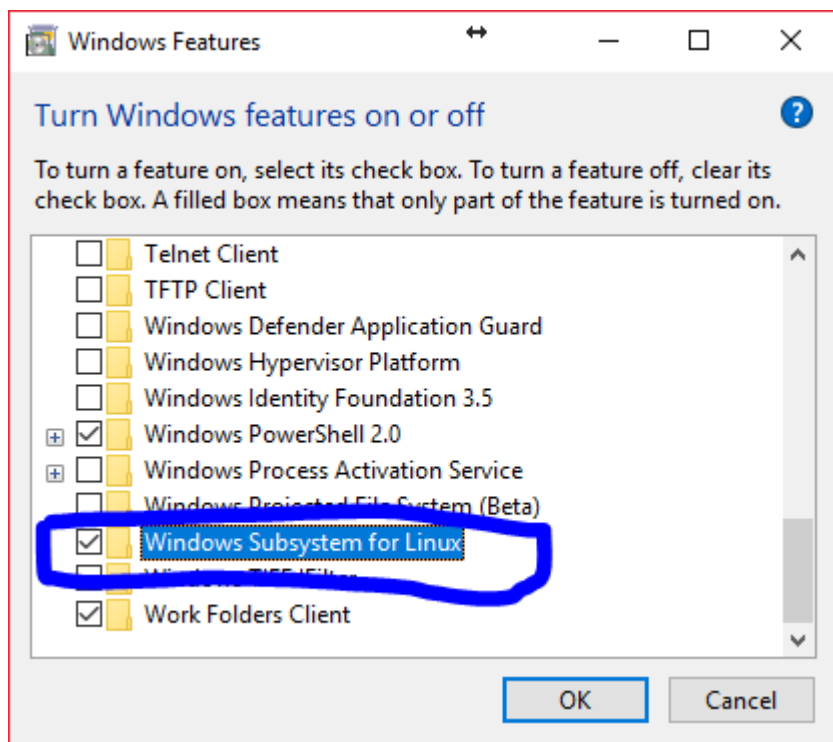 Windows Features
Turn Windows features on or off
To turn a feature on, select its check box. To turn a feature off, clear its
check box. A filled box means that only part of the feature is turned on.
Telnet Client
TFTP Client
Windows Defender Application Guard
Windows Hypervisor Platform
Windows Identity Foundation 3.5
Windows PowerShell 2.0
Windows Process Activation Service
Windows Projected File System (Beta)
Windows Subsystem for Linux
Windows TIFF IFilter
Work Folders Client
OK
Cancel